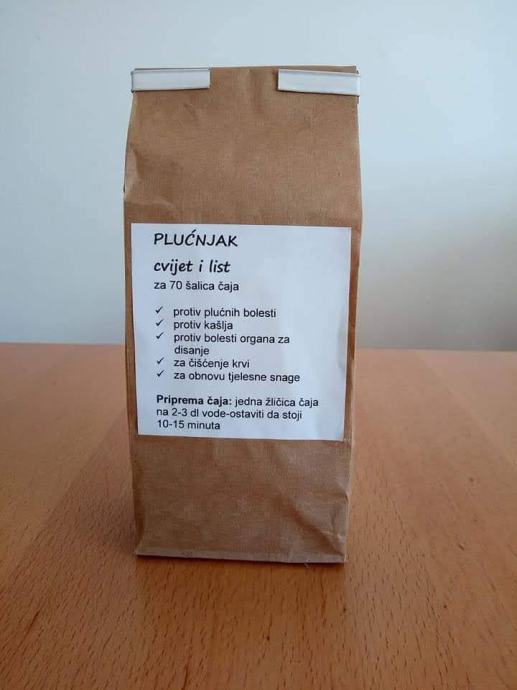 PLUĆNJAK
cvijet i list
za 70 šalica čaja
✓ protiv plućnih bolesti
✓ protiv kašlja
✓ protiv bolesti organa za
disanje
✓ za čišćenje krvi
✓ za obnovu tjelesne snage
Priprema čaja: jedna žličica čaja
na 2-3 dl vode-ostaviti da stoji
10-15 minuta